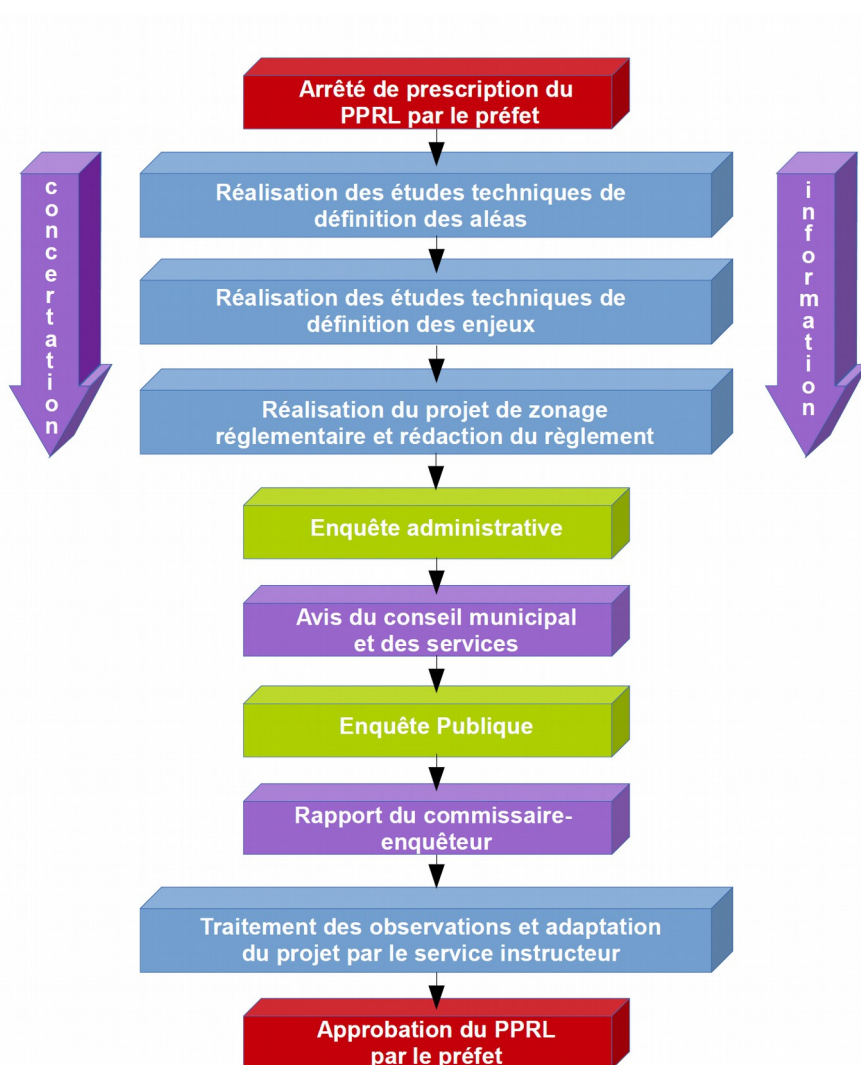 Arrêté de prescription du
PPRL par le préfet
concertation
information
Réalisation des études techniques de
définition des aléas
Réalisation des études techniques de
définition des enjeux
Réalisation du projet de zonage
réglementaire et rédaction du règlement
Enquête administrative
Avis du conseil municipal
et des services
Enquête Publique
Rapport du commissaire-
enquêteur
Traitement des observations et adaptation
du projet par le service instructeur
Approbation du PPRL
par le préfet